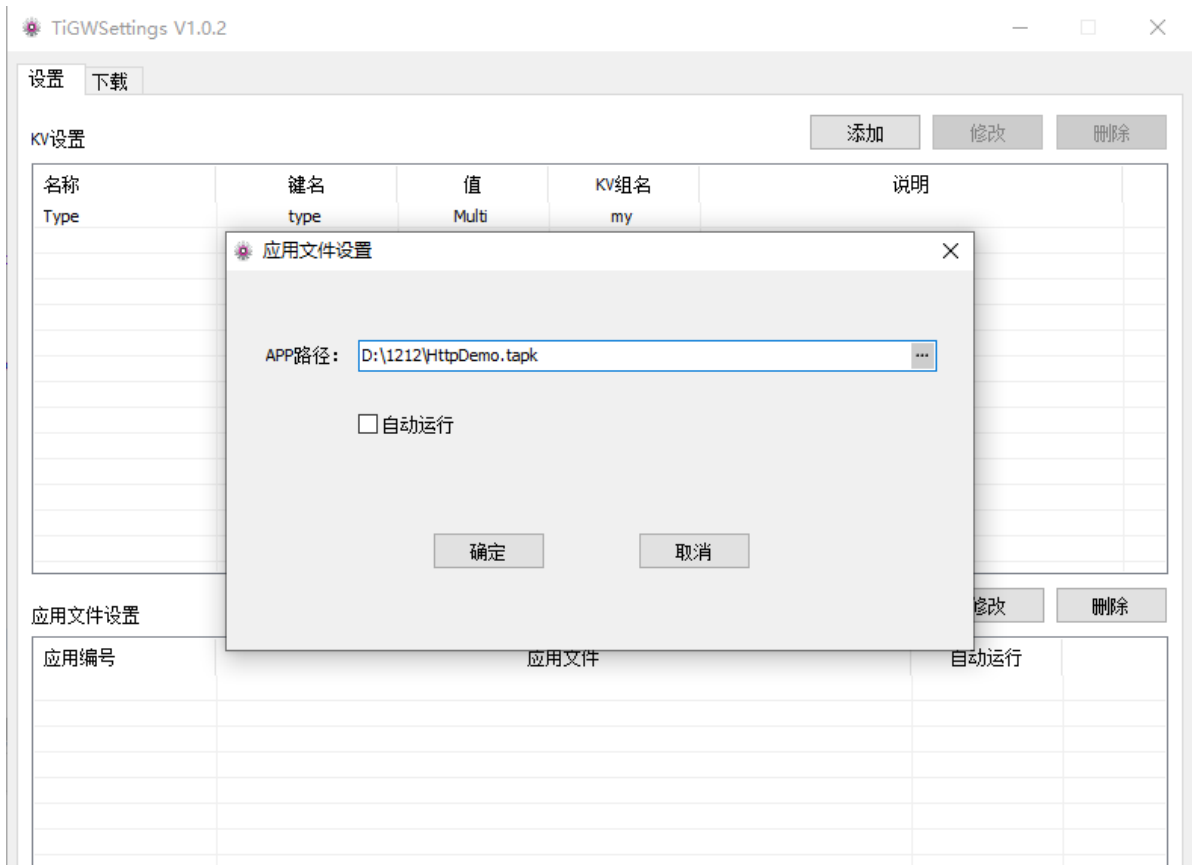 TiGWSettings V1.0.2
设置 下载
KV设置 添加 修改 删除
名称 键名 值 KV组名 说明
Type type Multi my
应用文件设置
APP路径: D:\1212\HttpDemo.tapk ...
自动运行
确定 取消
应用文件设置 修改 删除
应用编号 应用文件 自动运行